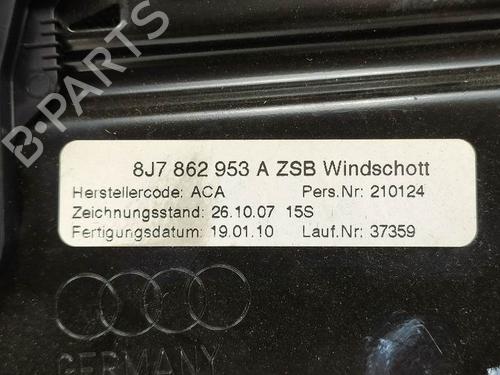 8J7 862 953 A ZSB Windschott
Herstellercode: ACA Pers.Nr: 210124
Zeichnungsstand: 26.10.07 15S
Fertigungsdatum: 19.01.10 Lauf.Nr: 37359
GERMANY
B-PARTS